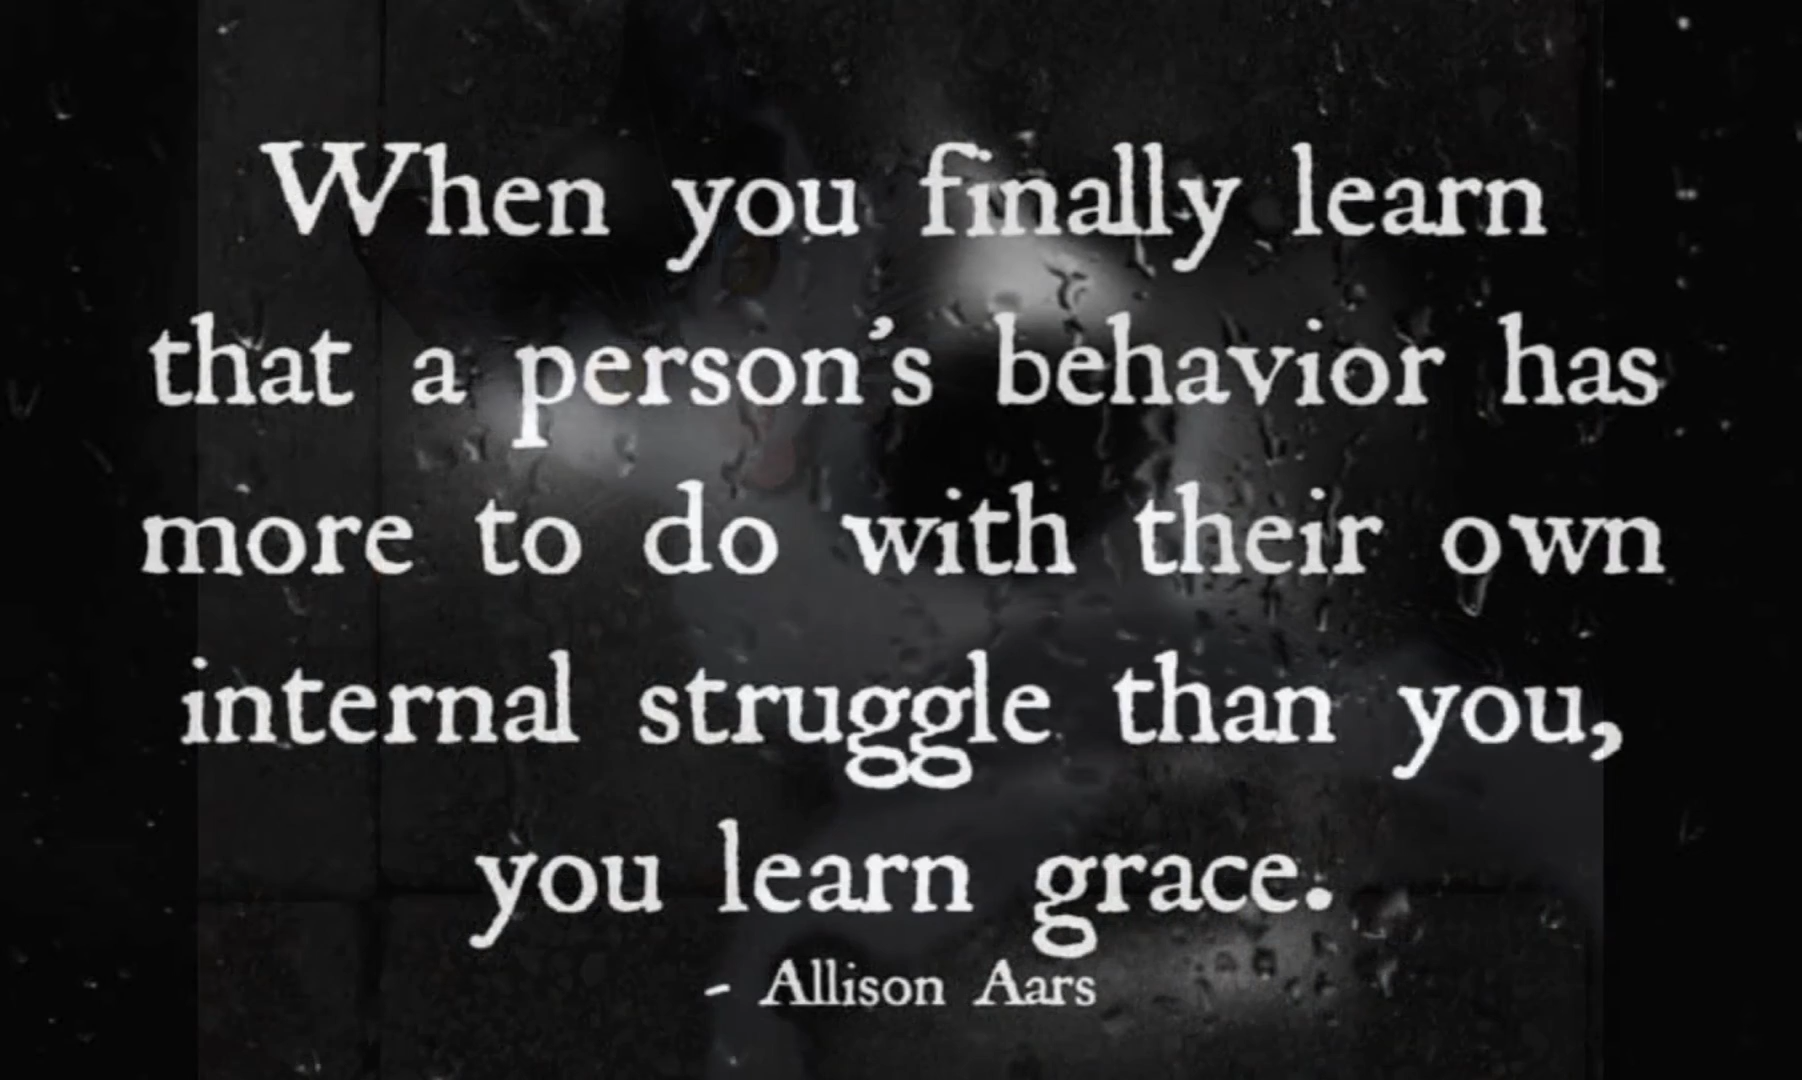 When you finally learn
that a person's behavior has
more to do with their own
internal struggle than you,
you learn grace.
- Allison Aars